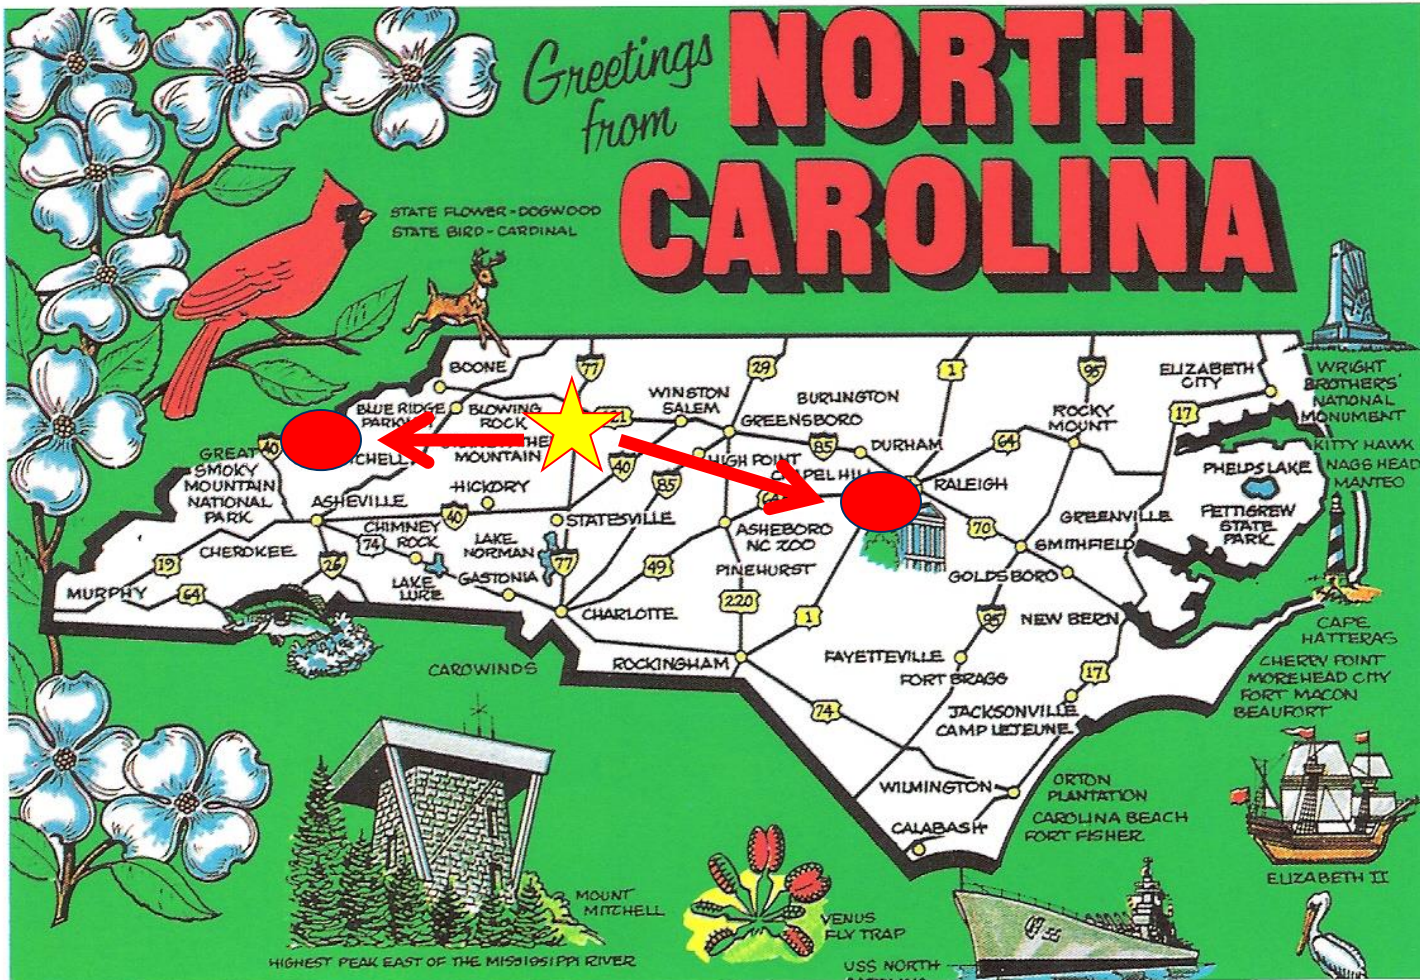 Greetings
from
NORTH
CAROLINA
STATE FLOWER-DOGWOOD
STATE BIRD-CARDINAL
BOONE
77
29
1
95
ELIZABETH
CITY
WRIGHT
BROTHERS'
NATIONAL
MONUMENT
BLUE RIDGE
BLOWING
ROCK
21
WINSTON
SALEM
BURLINGTON
GREENSBORO
85
DURHAM
64
ROCKY
MOUNT
17
KITTY HAWK
NAGS HEAD
MANTEO
GREAT
SMOKY
MOUNTAIN
NATIONAL
PARK
40
MOUNTAIN
HIGH POINT
40
85
RALEIGH
PHELPS LAKE
FETTIGREW
STATE
PARK
ASHEVILLE
HICKORY
40
STATESVILLE
ASHEBORO
NC ZOO
70
GREENVILLE
SMITHFIELD
CHEROKEE
19
CHIMNEY
ROCK
74
26
LAKE
NORMAN
77
49
PINEHURST
GOLDSBORO
MURPHY
64
LAKE
LURE
GASTONIA
CHARLOTTE
220
1
95
NEW BERN
CAPE
HATTERAS
CAROWINDS
ROCKINGHAM
FAYETTEVILLE
FORT BRAGG
17
CHERRY POINT
MOREHEAD CITY
FORT MACON
BEAUFORT
74
JACKSONVILLE
CAMP LEJEUNE
WILMINGTON
CALABASH
ORTON
PLANTATION
CAROLINA BEACH
FORT FISHER
ELIZABETH II
MOUNT
MITCHELL
VENUS
FLY TRAP
HIGHEST PEAK EAST OF THE MISSISSIPPI RIVER
USS NORTH